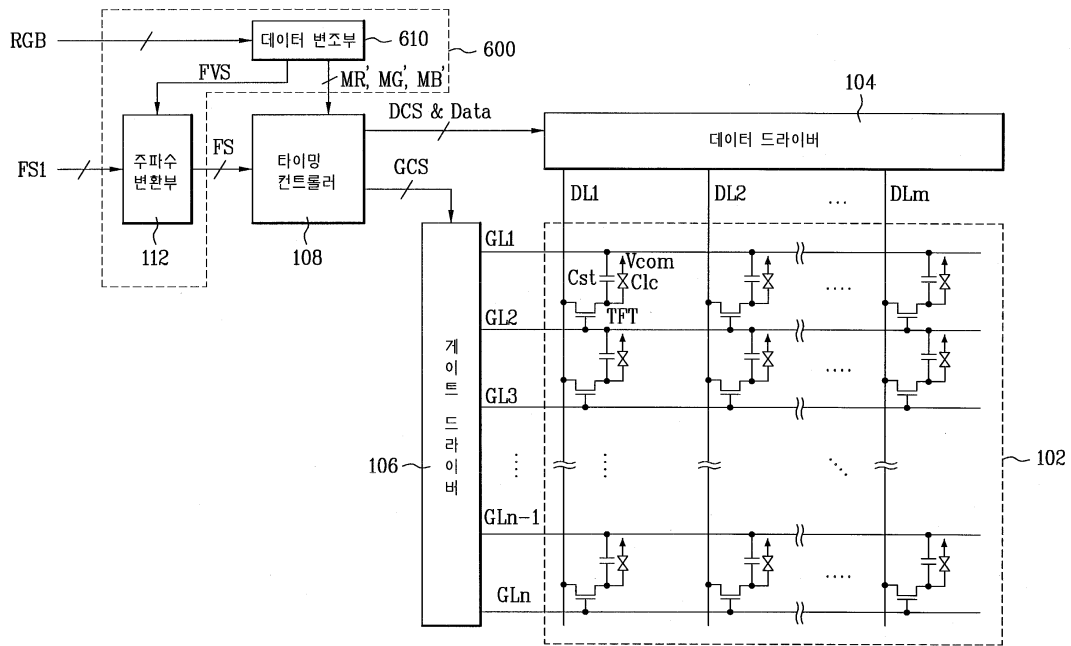 RGB
데이터 변조부
610
600
FVS
MR', MG', MB'
104
DCS & Data
데이터 드라이버
FS1
주파수
변환부
FS
타이밍
컨트롤러
GCS
112
108
DL1
DL2
...
DLm
GL1
Vcom
Cst
Clc
....
GL2
TFT
게이트 드라이버
....
GL3
106
102
GLn-1
....
GLn